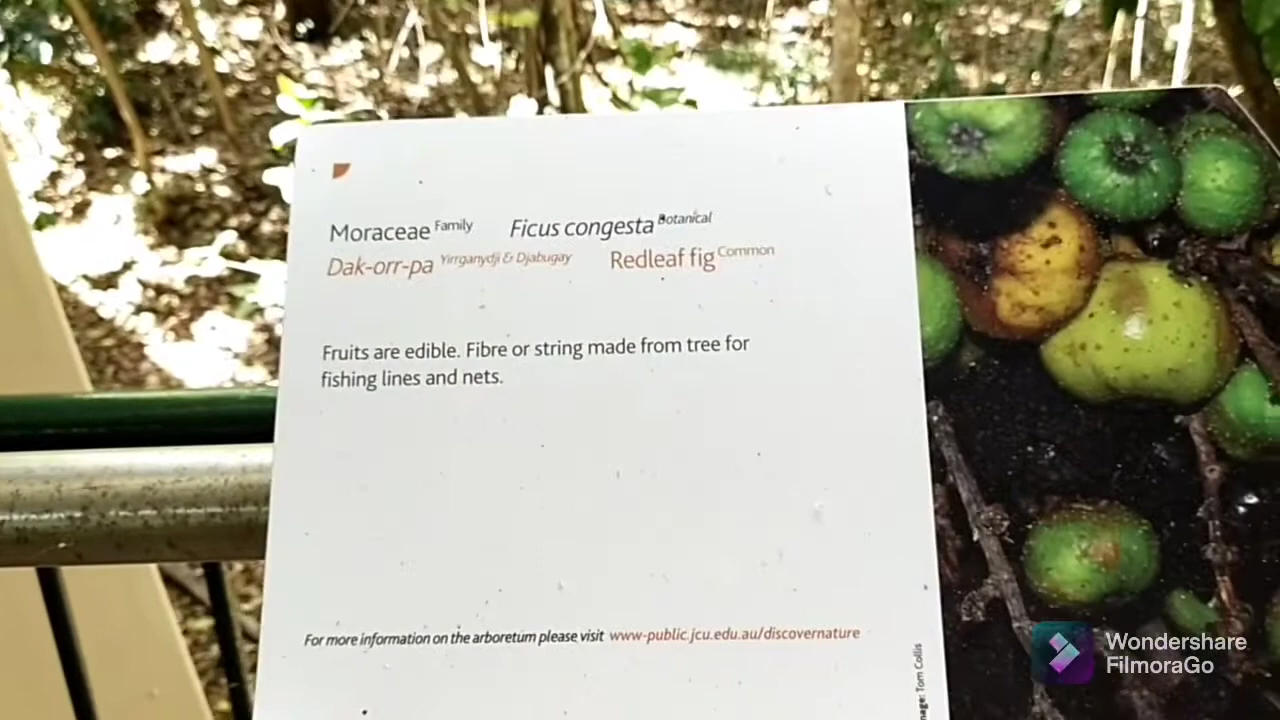 Moraceae Family Ficus congesta Botanical
Dak-orr-pa Yirrganydji & Djabugay Redleaf fig Common
Fruits are edible. Fibre or string made from tree for
fishing lines and nets.
For more information on the arboretum please visit www-public.jcu.edu.au/discovernature
Tom Collis
Wondershare
FilmoraGo